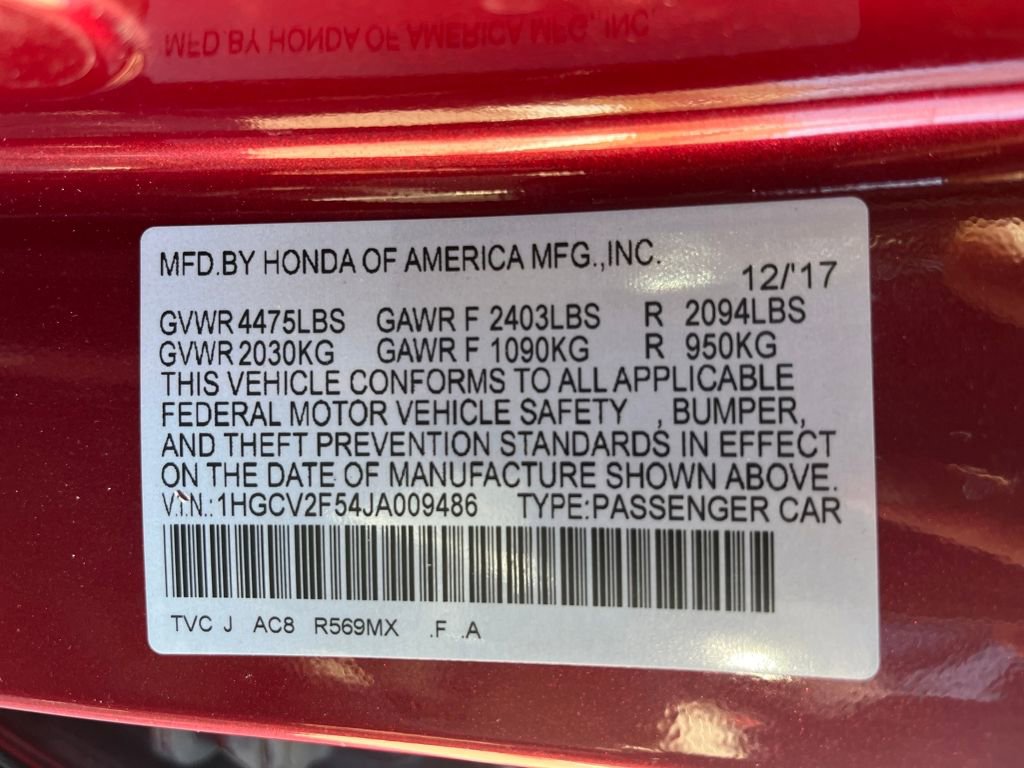 MFD.BY HONDA OF AMERICA MFG.,INC.
MFD.BY HONDA OF AMERICA MFG.,INC.
12/'17
GVWR 4475LBS GAWR F 2403LBS R 2094LBS
GVWR 2030KG GAWR F 1090KG R 950KG
THIS VEHICLE CONFORMS TO ALL APPLICABLE
FEDERAL MOTOR VEHICLE SAFETY , BUMPER,
AND THEFT PREVENTION STANDARDS IN EFFECT
ON THE DATE OF MANUFACTURE SHOWN ABOVE.
V.I.N.:1HGCV2F54JA009486 TYPE:PASSENGER CAR
TVC J AC8 R569MX .F .A